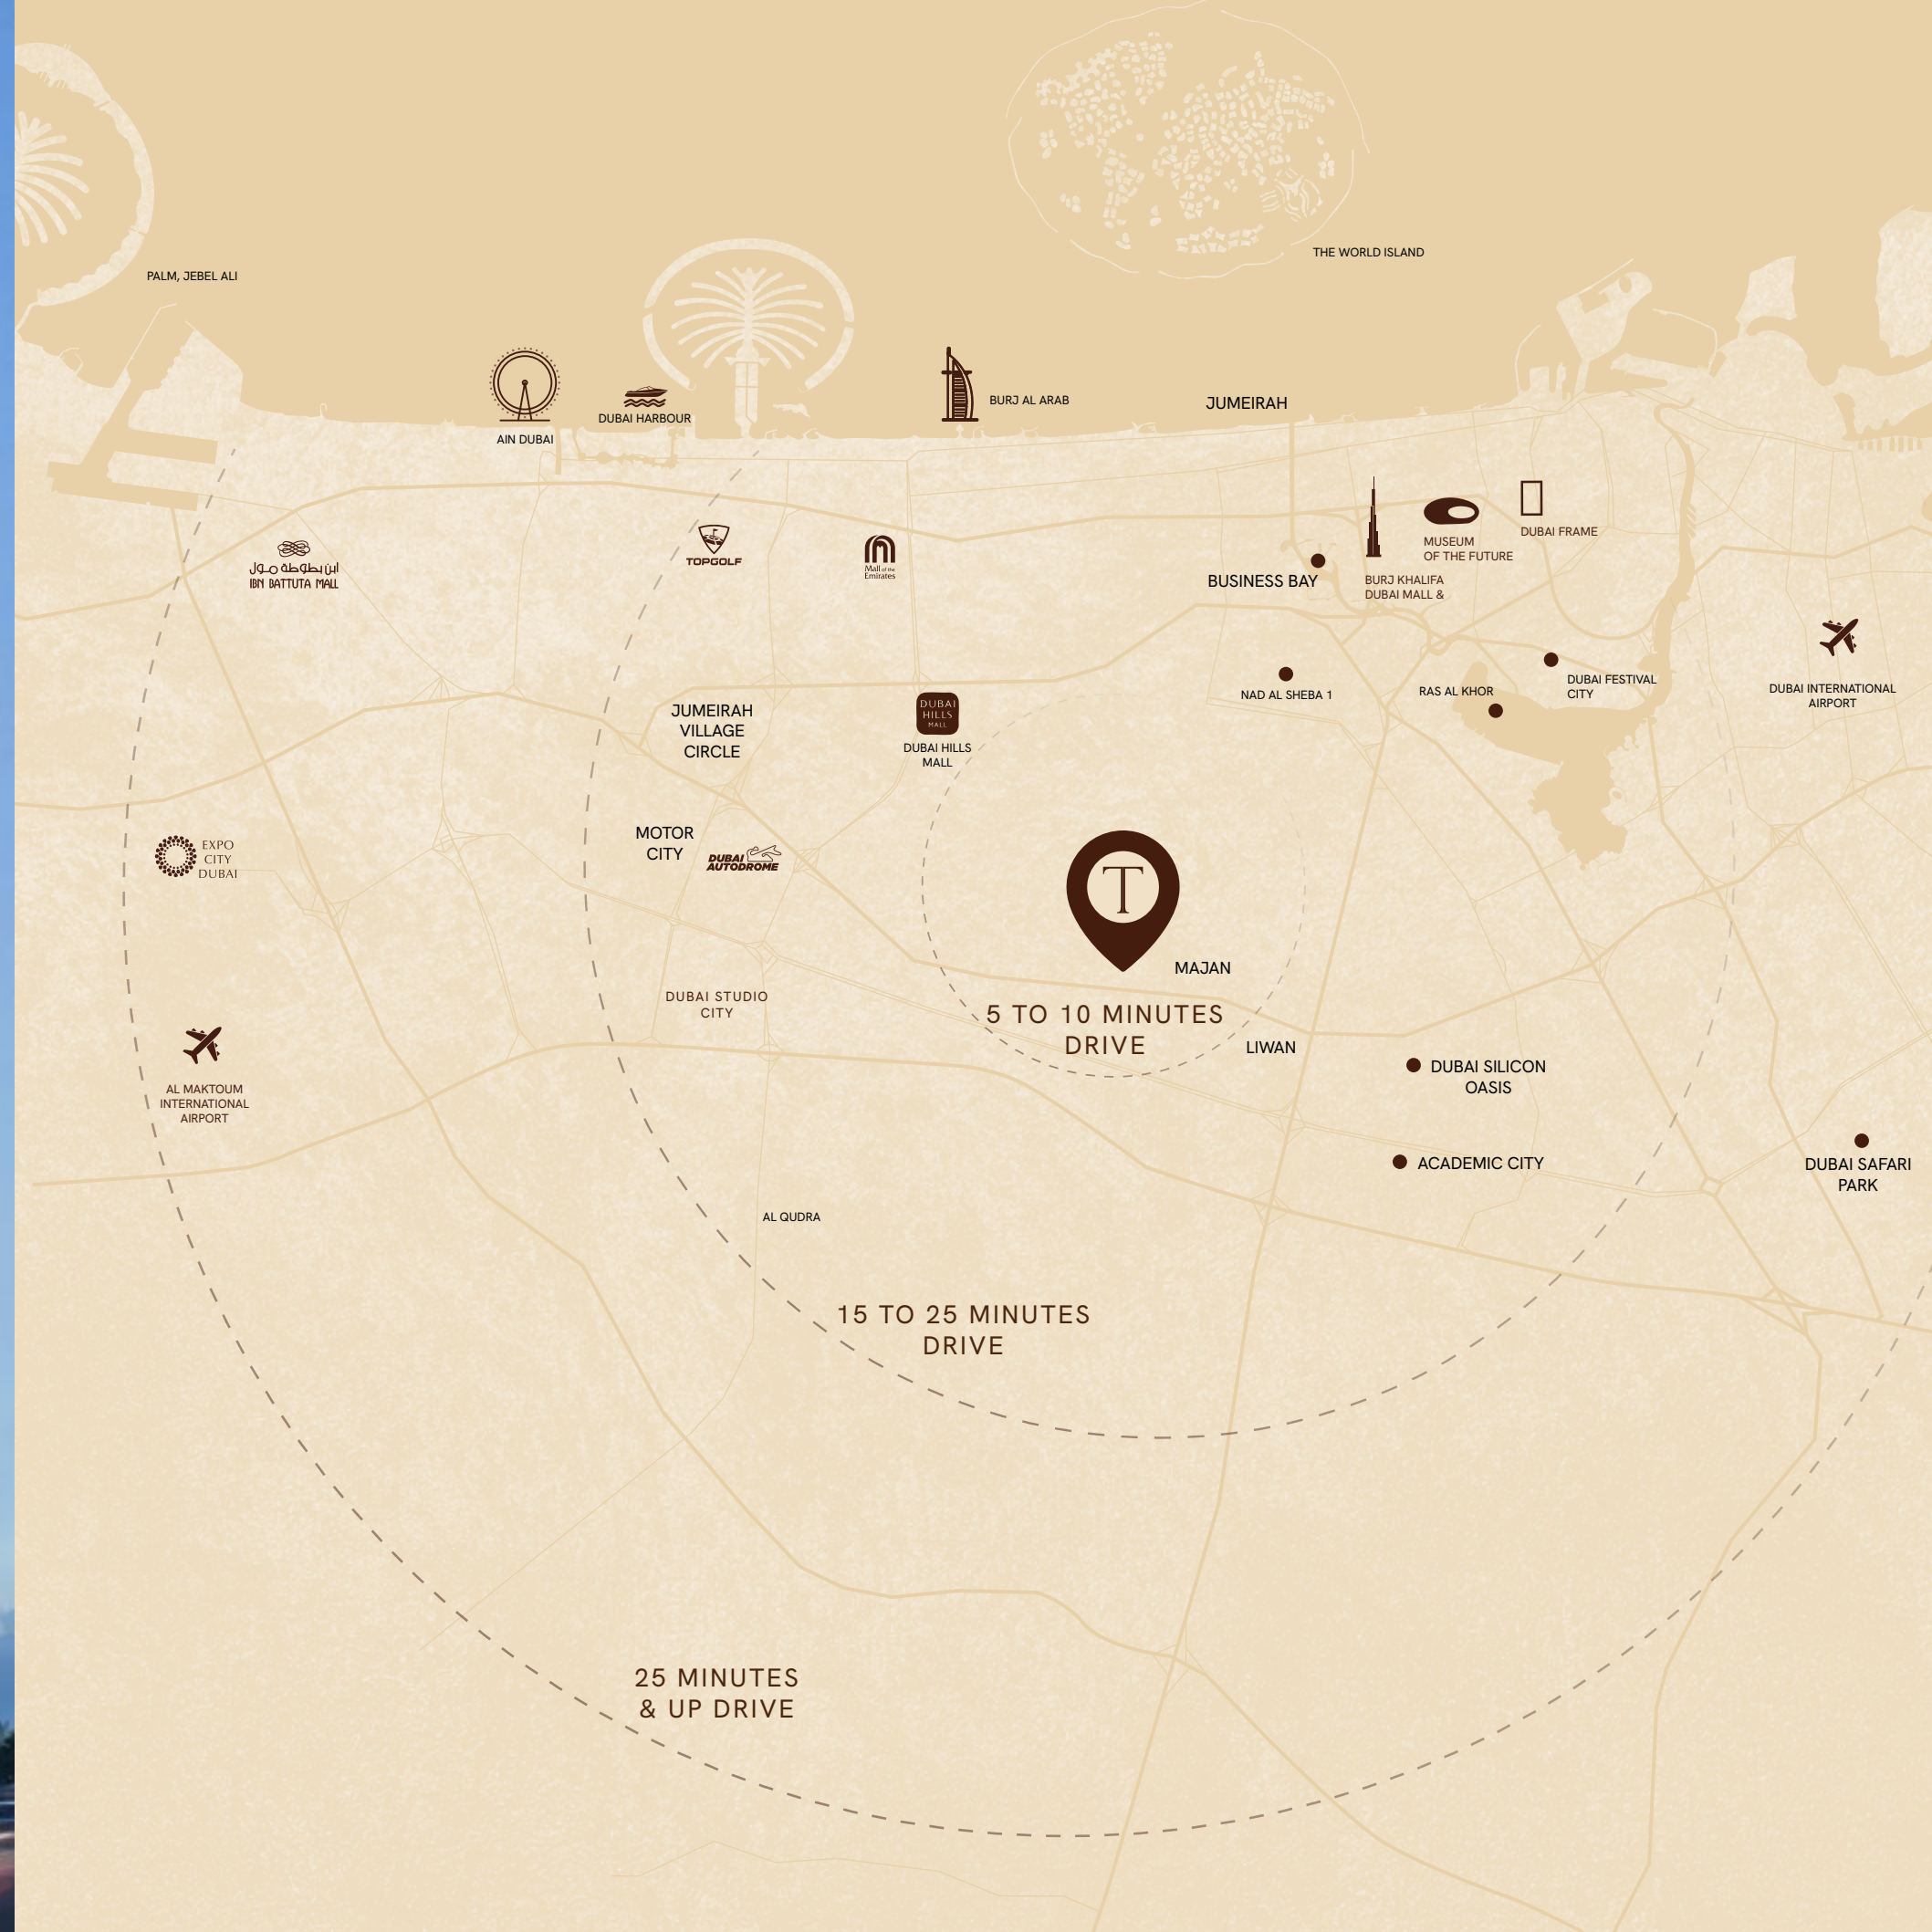 THE WORLD ISLAND
PALM, JEBEL ALI
AIN DUBAI
DUBAI HARBOUR
BURJ AL ARAB
JUMEIRAH
ابن بطوطة مول
IBN BATTUTA MALL
TOPGOLF
Mall of the
Emirates
BUSINESS BAY
BURJ KHALIFA
DUBAI MALL &
MUSEUM
OF THE FUTURE
DUBAI FRAME
NAD AL SHEBA 1
RAS AL KHOR
DUBAI FESTIVAL
CITY
DUBAI INTERNATIONAL
AIRPORT
JUMEIRAH
VILLAGE
CIRCLE
DUBAI
HILLS
MALL
DUBAI HILLS
MALL
MOTOR
CITY
DUBAI
AUTODROME
EXPO
CITY
DUBAI
T
MAJAN
5 TO 10 MINUTES
DRIVE
LIWAN
DUBAI STUDIO
CITY
AL MAKTOUM
INTERNATIONAL
AIRPORT
DUBAI SILICON
OASIS
ACADEMIC CITY
DUBAI SAFARI
PARK
AL QUDRA
15 TO 25 MINUTES
DRIVE
25 MINUTES
& UP DRIVE